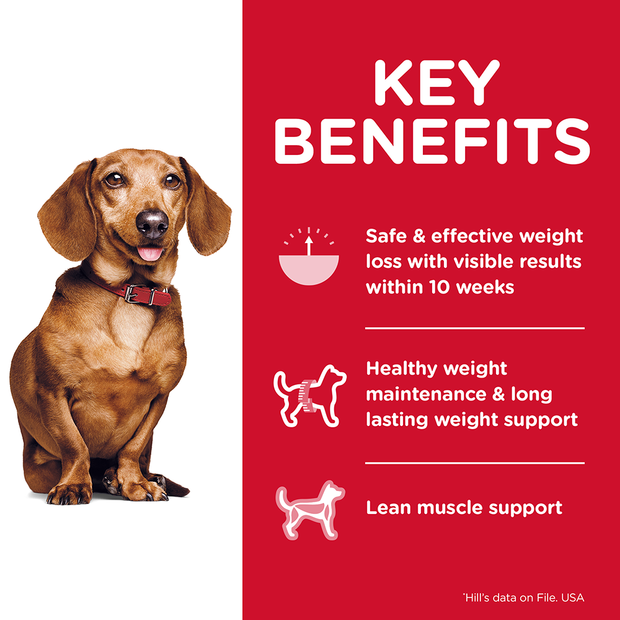 KEY
BENEFITS
Safe & effective weight
loss with visible results
within 10 weeks
Healthy weight
maintenance & long
lasting weight support
Lean muscle support
*Hill's data on File. USA